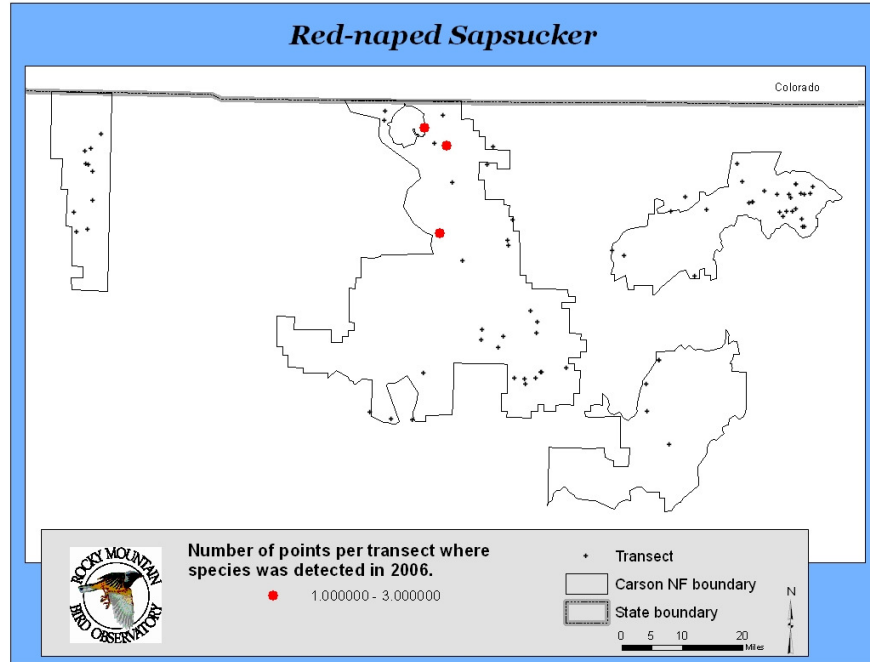 Red-naped Sapsucker
Colorado
ROCKY MOUNTAIN
BIRD OBSERVATORY
Number of points per transect where
species was detected in 2006.
1.000000 - 3.000000
Transect
Carson NF boundary
State boundary
N
0 5 10 20
Miles